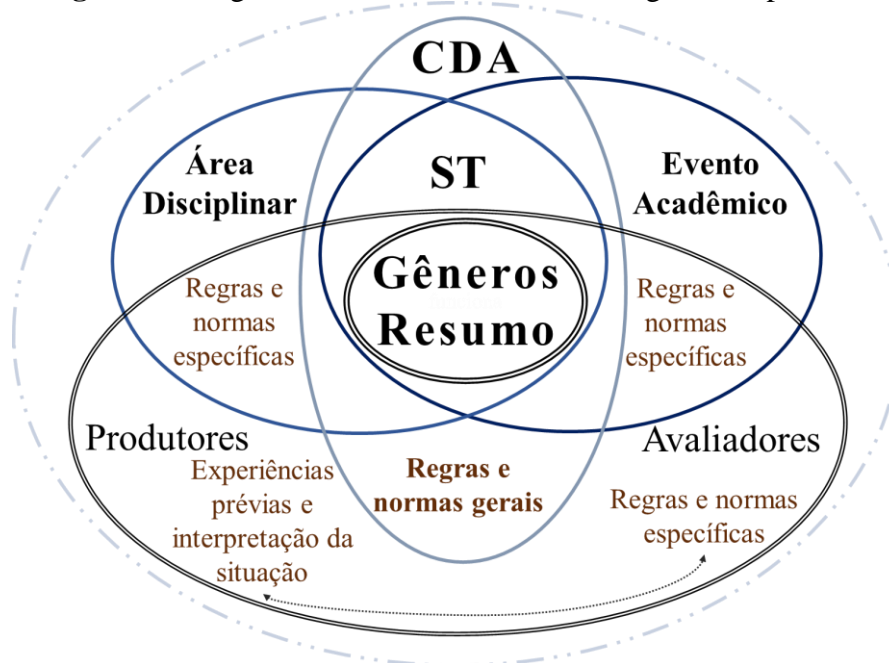 CDA
Área
Disciplinar
ST
Evento
Acadêmico
Gêneros
Resumo
Regras e
normas
específicas
Regras e
normas
específicas
Produtores
Avaliadores
Experiências
prévias e
interpretação da
situação
Regras e
normas gerais
Regras e normas
específicas